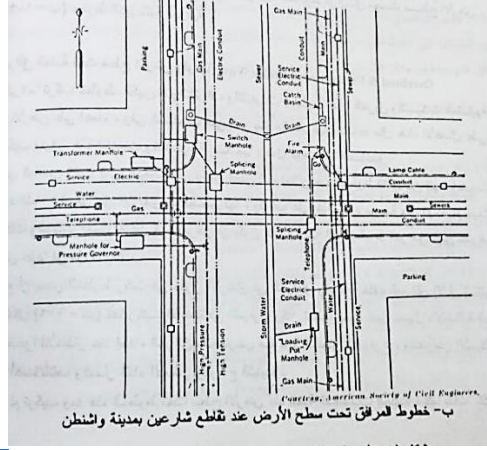 Gas Main
Parking
Gas Main
Electric Conduit
Sewer
Conduit
Main
Service
Electric
Conduit
Sewer
Catch
Basin
Drain
Drain
Switch
Manhole
Fire
Alarm
Transformer Manhole
Splicing
Manhole
Lamp Cable
Service Electric
Conduit
Water
Main
Service
Sewers
Gas
Main
Telephone
Conduit
Splicing
Manhole
Telephone
Manhole for
Pressure Governor
Service
Electric
Conduit
Water
Parking
High Pressure
High Tension
Storm Water
Drain
Service
"Loading
Pot"
Manhole
Gas Main
Courtesy, American Society of Civil Engineers,
ب- خطوط المرافق تحت سطح الأرض عند تقاطع شارعين بمدينة واشنطن